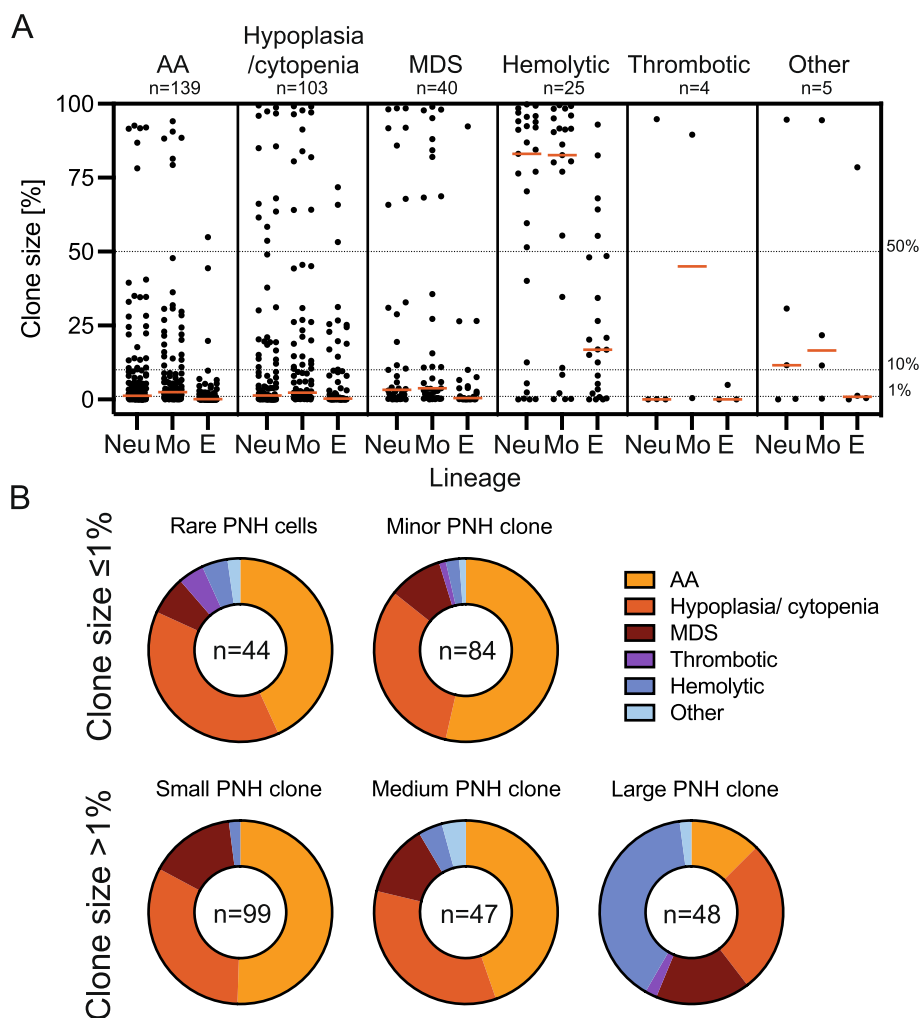 A
AA
n=139
Hypoplasia
/cytopenia
n=103
MDS
n=40
Hemolytic
n=25
Thrombotic
n=4
Other
n=5
Clone size [%]
100
75
50
25
0
50%
10%
1%
Neu Mo E Neu Mo E Neu Mo E Neu Mo E Neu Mo E Neu Mo E
Lineage
B
Clone size ≤1%
Rare PNH cells
n=44
Minor PNH clone
n=84
AA
Hypoplasia/ cytopenia
MDS
Thrombotic
Hemolytic
Other
Clone size >1%
Small PNH clone
n=99
Medium PNH clone
n=47
Large PNH clone
n=48